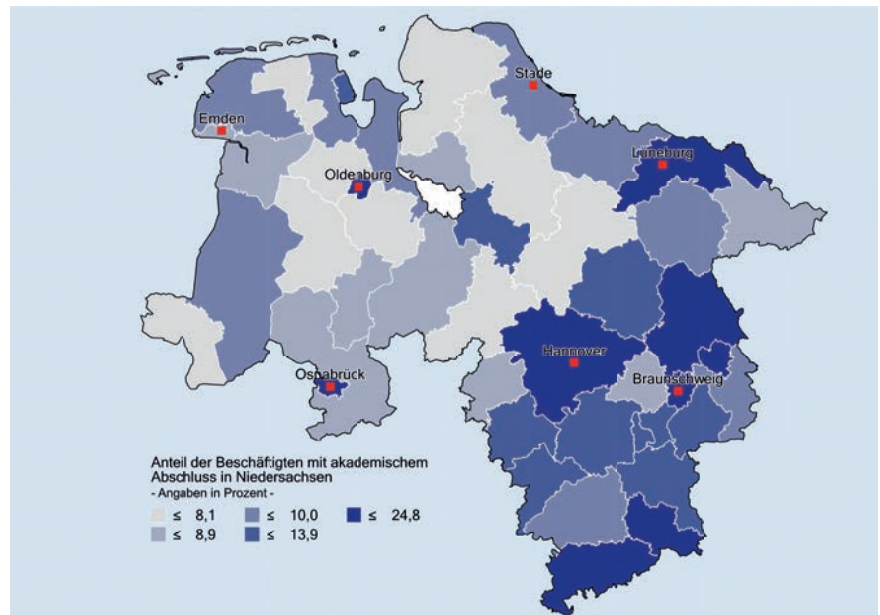 Stade
Emden
Lüneburg
Oldenburg
Hannover
Osnabrück
Braunschweig
Anteil der Beschäftigten mit akademischem
Abschluss in Niedersachsen
- Angaben in Prozent -
≤ 8,1 ≤ 10,0 ≤ 24,8
≤ 8,9 ≤ 13,9